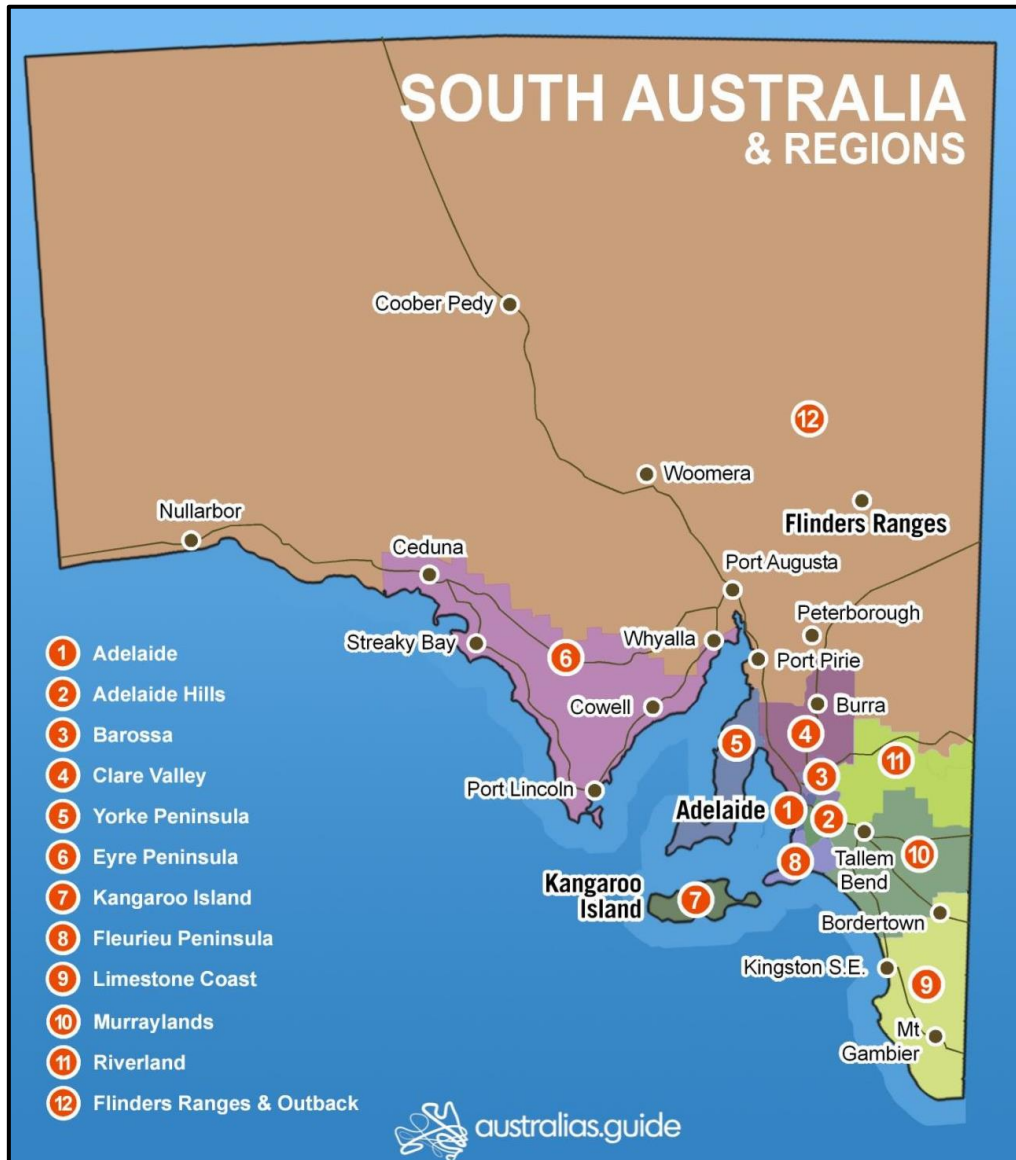 SOUTH AUSTRALIA
& REGIONS
Coober Pedy
12
Woomera
Flinders Ranges
Nullarbor
Ceduna
Port Augusta
Peterborough
Streaky Bay
6
Whyalla
Port Pirie
Cowell
Burra
5
4
11
3
Port Lincoln
Adelaide
1
2
8
Tallem
Bend
10
Kangaroo
Island
7
Bordertown
Kingston S.E.
9
Mt
Gambier
1 Adelaide
2 Adelaide Hills
3 Barossa
4 Clare Valley
5 Yorke Peninsula
6 Eyre Peninsula
7 Kangaroo Island
8 Fleurieu Peninsula
9 Limestone Coast
10 Murraylands
11 Riverland
12 Flinders Ranges & Outback
australias.guide